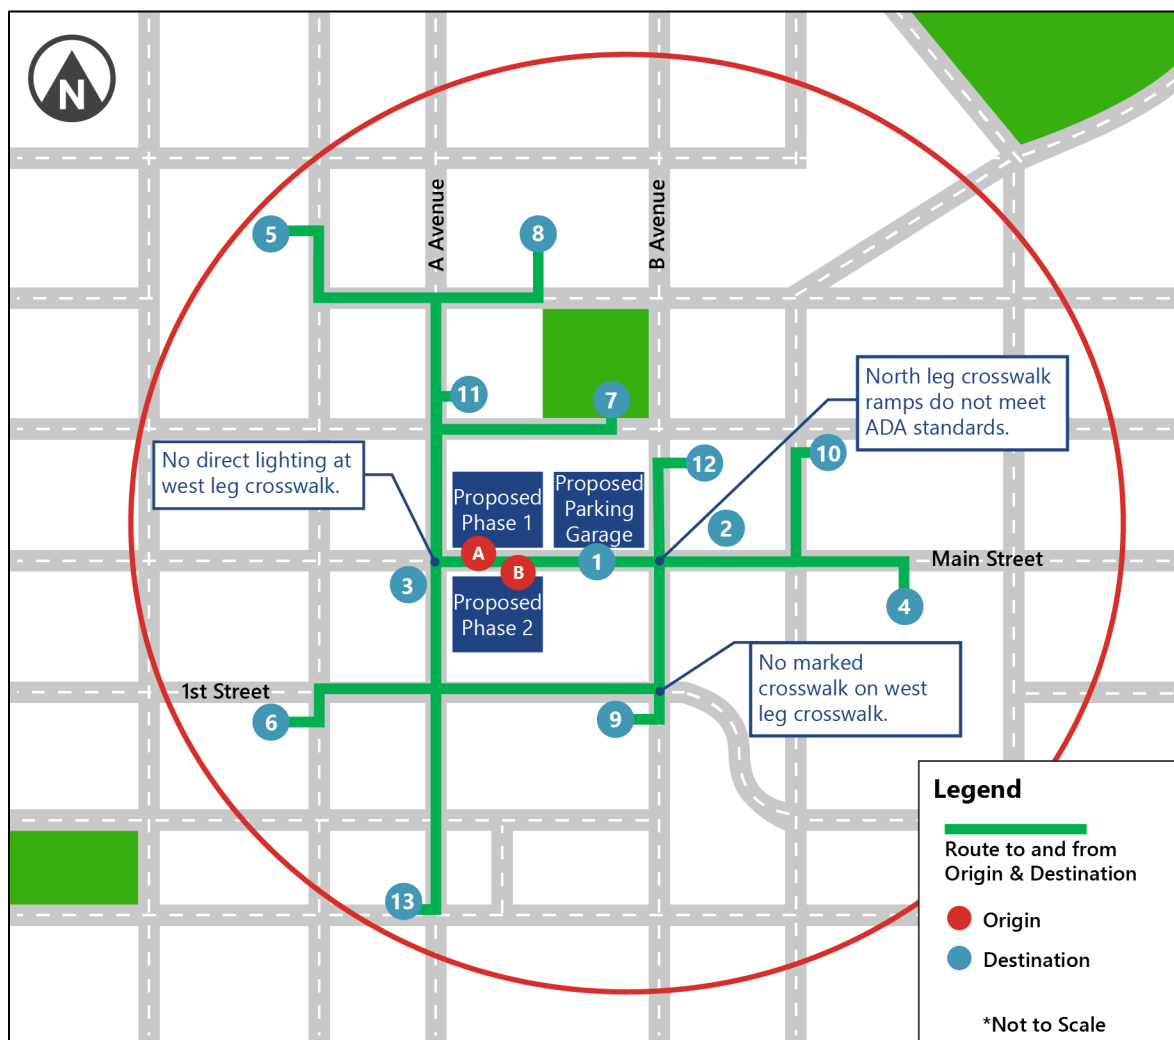 N
A Avenue
B Avenue
5
8
11
7
North leg crosswalk
ramps do not meet
ADA standards.
No direct lighting at
west leg crosswalk.
12
10
Proposed
Phase 1
Proposed
Parking
Garage
2
A
B
1
Main Street
3
4
Proposed
Phase 2
No marked
crosswalk on west
leg crosswalk.
1st Street
6
9
13
Legend
Route to and from
Origin & Destination
Origin
Destination
*Not to Scale